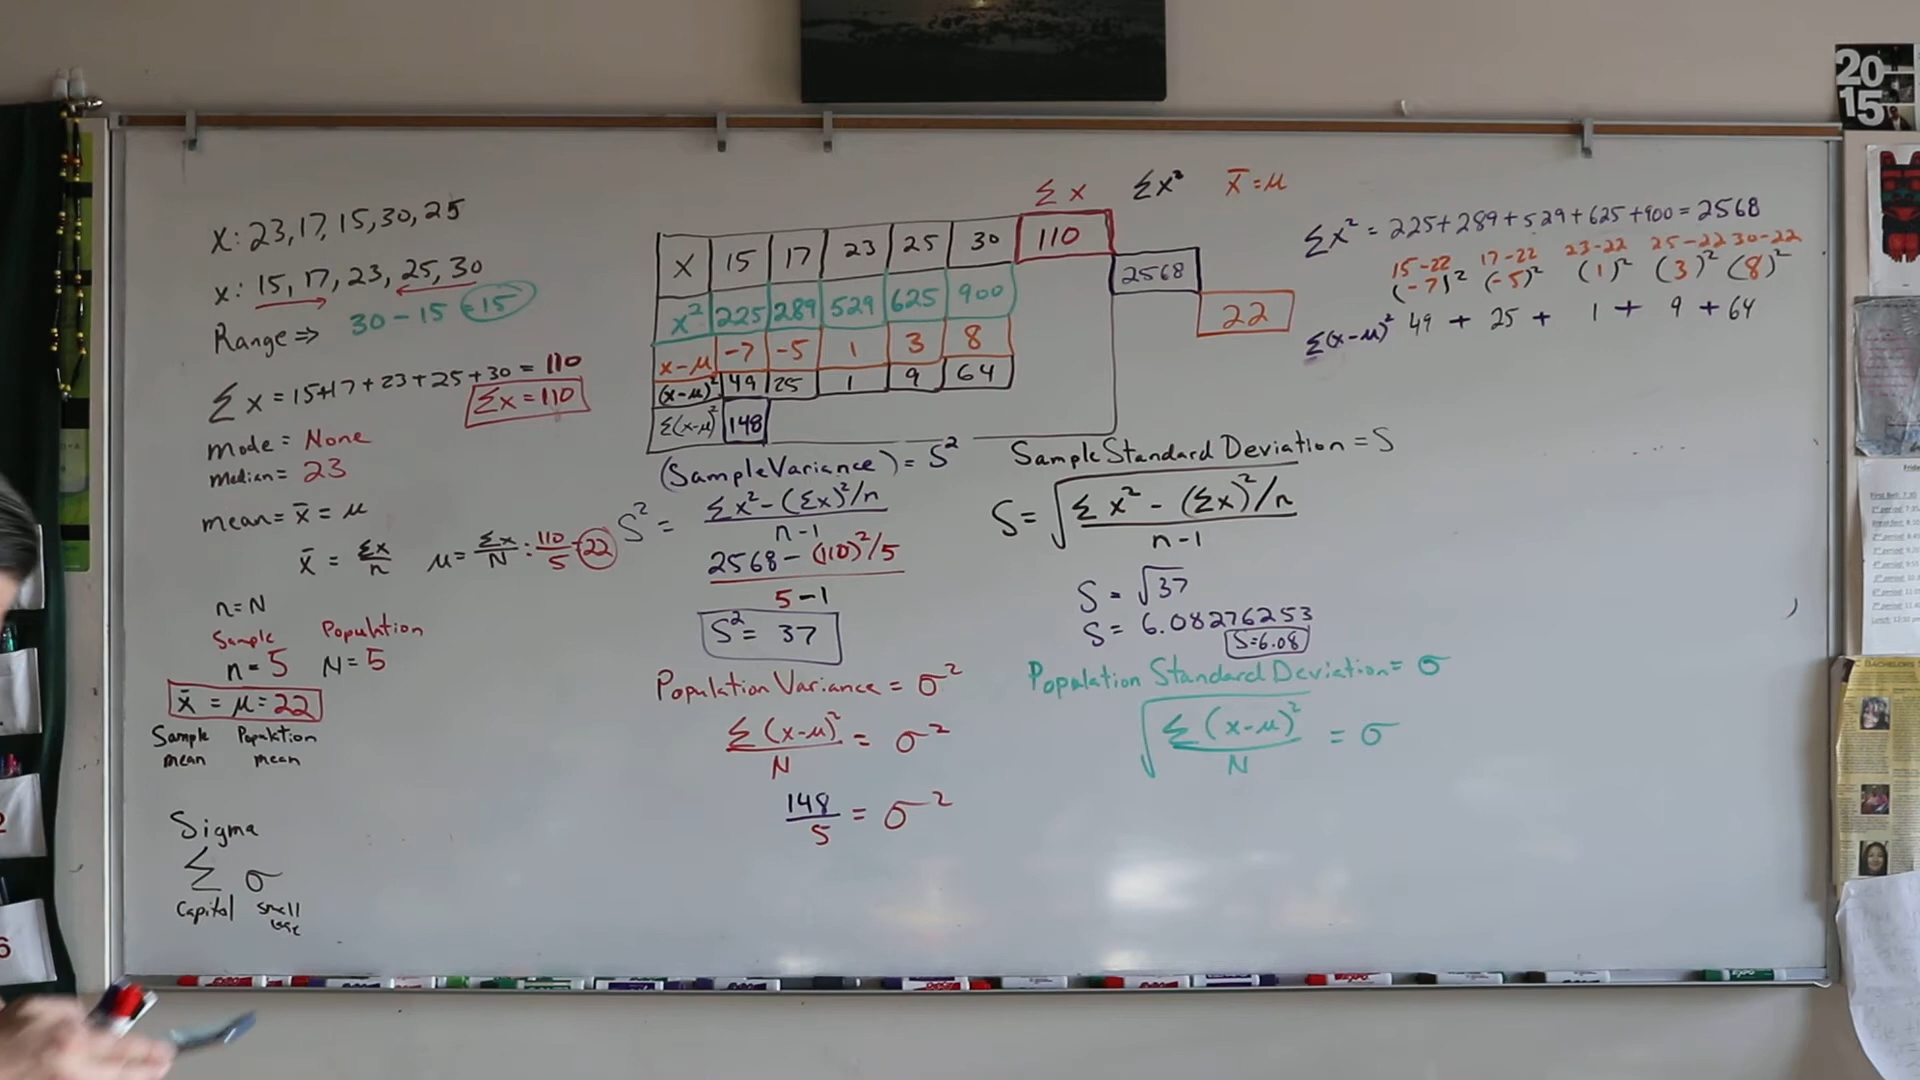 20
15
x: 23, 17, 15, 30, 25
x: 15, 17, 23, 25, 30
Range => 30 - 15 = 15
Σx = 15+17+23+25+30 = 110
Σx = 110
mode = None
Median = 23
mean = x̄ = μ
x̄ = Σx/n μ = Σx/N : 110/5 = 22
n = N
Sample Population
n = 5 N = 5
x̄ = μ = 22
Sample mean Population mean
Sigma
Σ σ
Capitol small case
Σx Σx² x̄ = μ
X 15 17 23 25 30 110
2568
x² 225 289 529 625 900
22
x-μ -7 -5 1 3 8
(x-μ)² 49 25 1 9 64
Σ(x-μ)² 148
(Sample Variance) = S²
S² = (Σx² - (Σx)²/n)/(n-1)
(2568 - (110)²/5)/(5-1)
S² = 37
Population Variance = σ²
Σ(x-μ)²/N = σ²
148/5 = σ²
Sample Standard Deviation = S
S = √((Σx² - (Σx)²/n)/(n-1))
S = √37
S = 6.08276253
S=6.08
Population Standard Deviation = σ
√(Σ(x-μ)²/N) = σ
Σx² = 225+289+529+625+900 = 2568
15-22 17-22 23-22 25-22 30-22
(-7)² (-5)² (1)² (3)² (8)²
Σ(x-μ)² 49 + 25 + 1 + 9 + 64